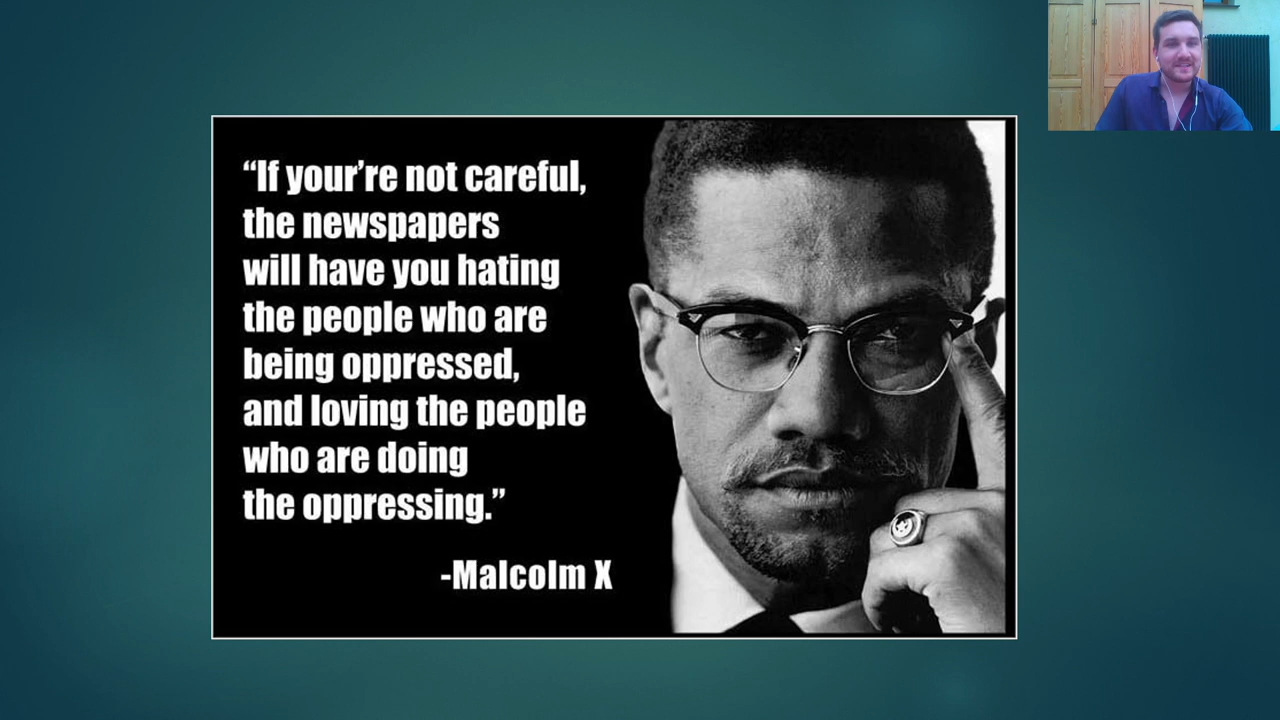 “If your’re not careful,
the newspapers
will have you hating
the people who are
being oppressed,
and loving the people
who are doing
the oppressing.”
-Malcolm X